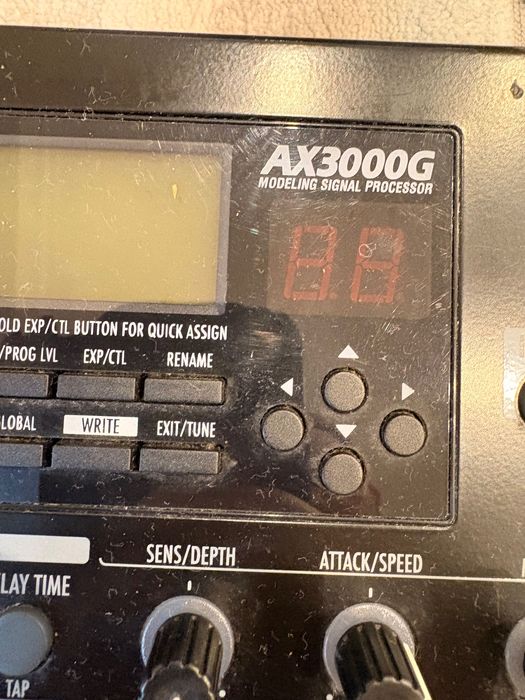 AX3000G
MODELING SIGNAL PROCESSOR
OLD EXP/CTL BUTTON FOR QUICK ASSIGN
/PROG LVL EXP/CTL RENAME
LOBAL WRITE EXIT/TUNE
SENS/DEPTH ATTACK/SPEED
LAY TIME
TAP